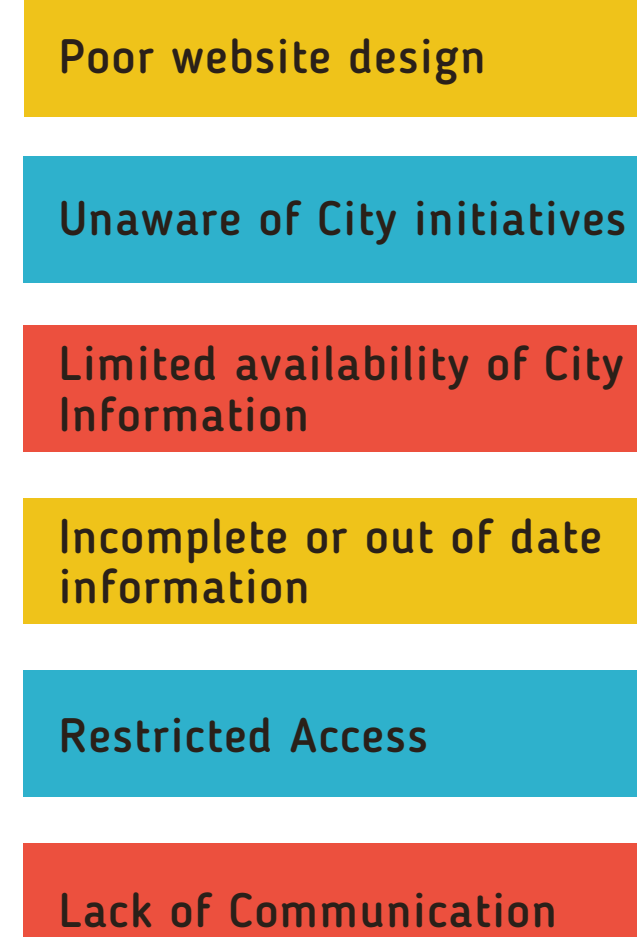 Poor website design
Unaware of City initiatives
Limited availability of City
Information
Incomplete or out of date
information
Restricted Access
Lack of Communication